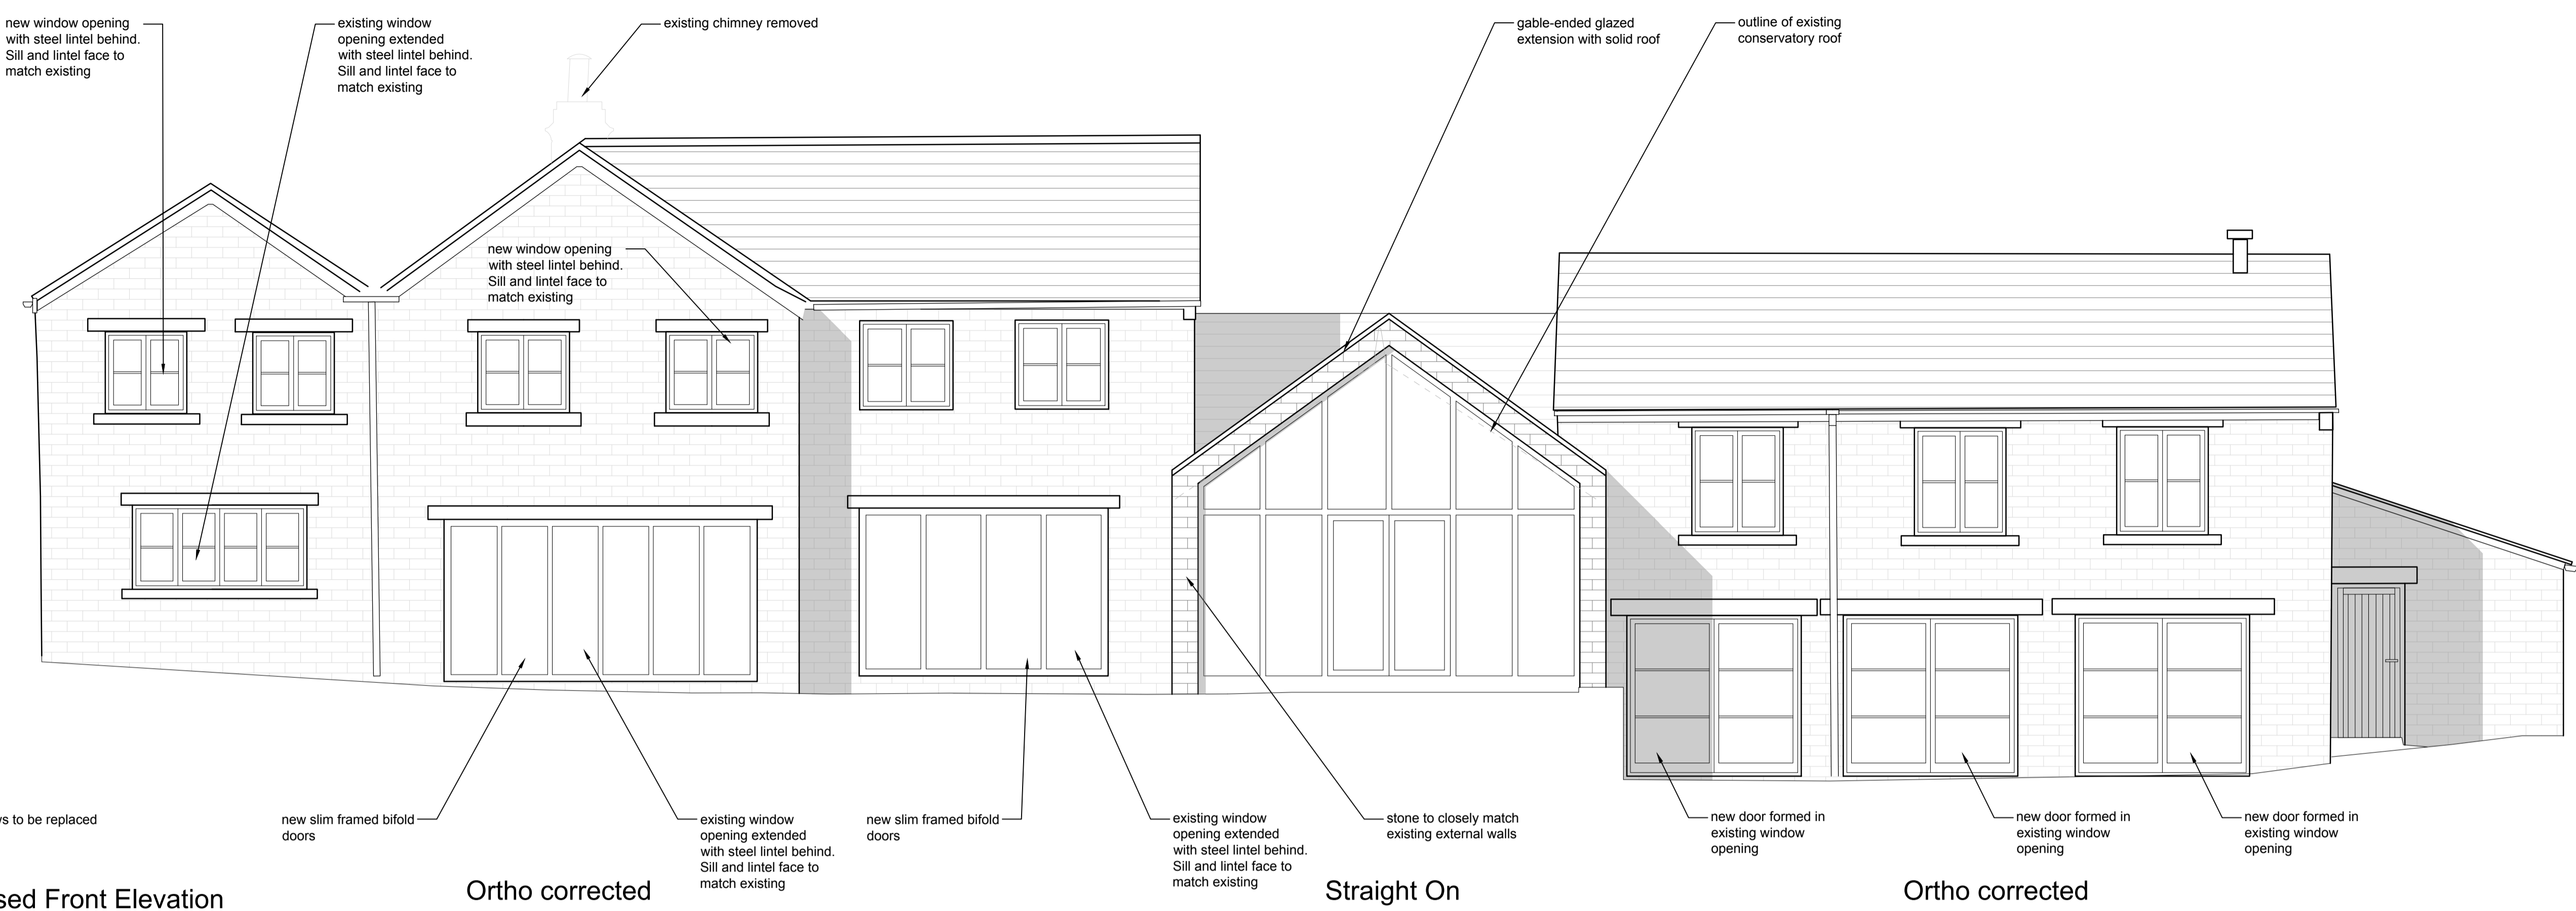 new window opening
with steel lintel behind.
Sill and lintel face to
match existing
existing window
opening extended
with steel lintel behind.
Sill and lintel face to
match existing
existing chimney removed
gable-ended glazed
extension with solid roof
outline of existing
conservatory roof
new window opening
with steel lintel behind.
Sill and lintel face to
match existing
to be replaced
new slim framed bifold
doors
existing window
opening extended
with steel lintel behind.
Sill and lintel face to
match existing
new slim framed bifold
doors
existing window
opening extended
with steel lintel behind.
Sill and lintel face to
match existing
stone to closely match
existing external walls
new door formed in
existing window
opening
new door formed in
existing window
opening
new door formed in
existing window
opening
Front Elevation
Ortho corrected
Straight On
Ortho corrected